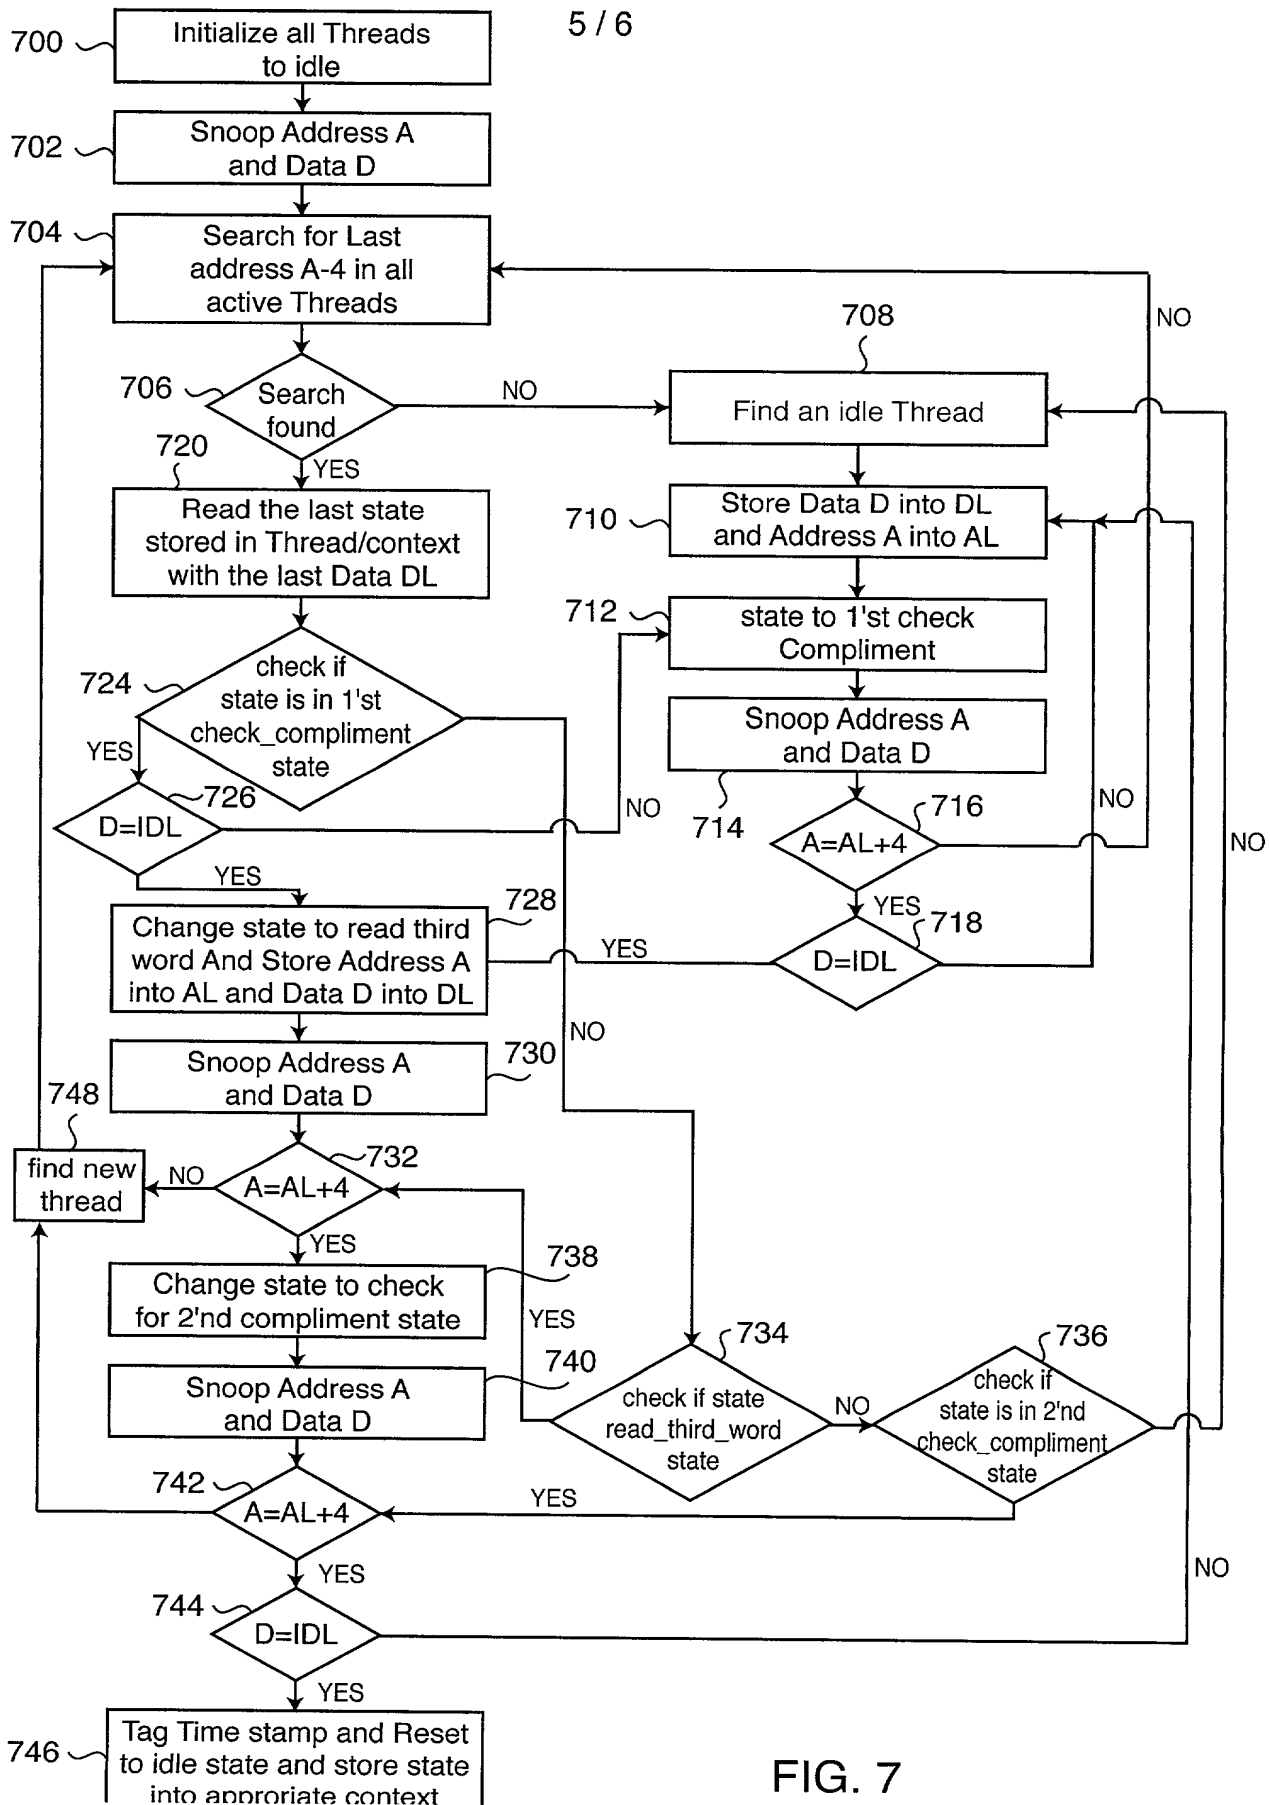 5 / 6
700
Initialize all Threads
to idle
702
Snoop Address A
and Data D
704
Search for Last
address A-4 in all
active Threads
NO
708
706
Search
found
NO
Find an idle Thread
720
YES
Read the last state
stored in Thread/context
with the last Data DL
710
Store Data D into DL
and Address A into AL
712
state to 1'st check
Compliment
724
check if
state is in 1'st
check_compliment
state
YES
NO
Snoop Address A
and Data D
714
726
D=IDL
NO
716
A=AL+4
NO
NO
YES
YES
728
Change state to read third
word And Store Address A
into AL and Data D into DL
YES
718
D=IDL
NO
730
Snoop Address A
and Data D
748
find new
thread
NO
732
A=AL+4
YES
738
Change state to check
for 2'nd compliment state
YES
734
check if state
read_third_word
state
NO
736
check if
state is in 2'nd
check_compliment
state
740
Snoop Address A
and Data D
742
A=AL+4
YES
YES
NO
744
D=IDL
YES
746
Tag Time stamp and Reset
to idle state and store state
into approriate context
FIG. 7